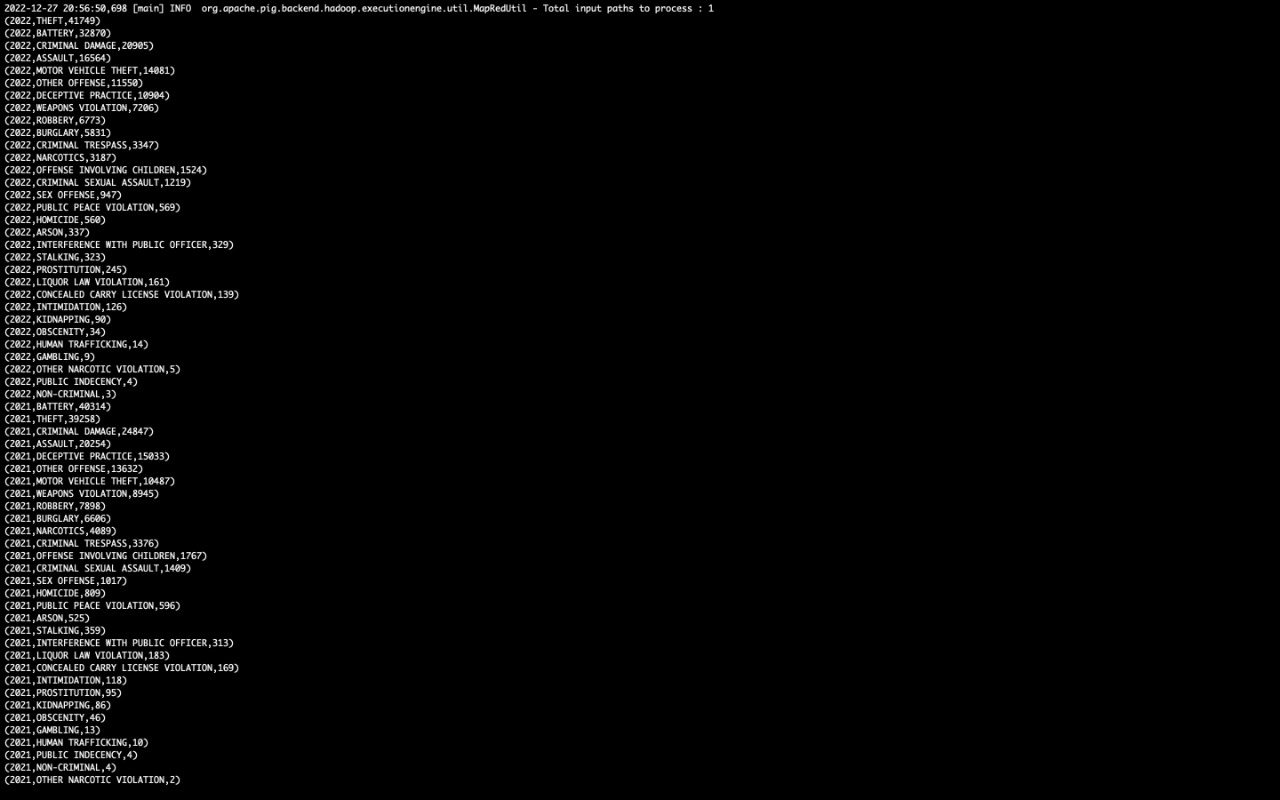 2022-12-27 20:56:50,698 [main] INFO  org.apache.pig.backend.hadoop.executionengine.util.MapRedUtil - Total input paths to process : 1
(2022,THEFT,41749)
(2022,BATTERY,32870)
(2022,CRIMINAL DAMAGE,20905)
(2022,ASSAULT,16564)
(2022,MOTOR VEHICLE THEFT,14081)
(2022,OTHER OFFENSE,11550)
(2022,DECEPTIVE PRACTICE,10904)
(2022,WEAPONS VIOLATION,7206)
(2022,ROBBERY,6773)
(2022,BURGLARY,5831)
(2022,CRIMINAL TRESPASS,3347)
(2022,NARCOTICS,3187)
(2022,OFFENSE INVOLVING CHILDREN,1524)
(2022,CRIMINAL SEXUAL ASSAULT,1219)
(2022,SEX OFFENSE,947)
(2022,PUBLIC PEACE VIOLATION,569)
(2022,HOMICIDE,560)
(2022,ARSON,337)
(2022,INTERFERENCE WITH PUBLIC OFFICER,329)
(2022,STALKING,323)
(2022,PROSTITUTION,245)
(2022,LIQUOR LAW VIOLATION,161)
(2022,CONCEALED CARRY LICENSE VIOLATION,139)
(2022,INTIMIDATION,126)
(2022,KIDNAPPING,90)
(2022,OBSCENITY,34)
(2022,HUMAN TRAFFICKING,14)
(2022,GAMBLING,9)
(2022,OTHER NARCOTIC VIOLATION,5)
(2022,PUBLIC INDECENCY,4)
(2022,NON-CRIMINAL,3)
(2021,BATTERY,40314)
(2021,THEFT,39258)
(2021,CRIMINAL DAMAGE,24847)
(2021,ASSAULT,20254)
(2021,DECEPTIVE PRACTICE,15033)
(2021,OTHER OFFENSE,13632)
(2021,MOTOR VEHICLE THEFT,10487)
(2021,WEAPONS VIOLATION,8945)
(2021,ROBBERY,7898)
(2021,BURGLARY,6606)
(2021,NARCOTICS,4089)
(2021,CRIMINAL TRESPASS,3376)
(2021,OFFENSE INVOLVING CHILDREN,1767)
(2021,CRIMINAL SEXUAL ASSAULT,1409)
(2021,SEX OFFENSE,1017)
(2021,HOMICIDE,809)
(2021,PUBLIC PEACE VIOLATION,596)
(2021,ARSON,525)
(2021,STALKING,359)
(2021,INTERFERENCE WITH PUBLIC OFFICER,313)
(2021,LIQUOR LAW VIOLATION,183)
(2021,CONCEALED CARRY LICENSE VIOLATION,169)
(2021,INTIMIDATION,118)
(2021,PROSTITUTION,95)
(2021,KIDNAPPING,86)
(2021,OBSCENITY,46)
(2021,GAMBLING,13)
(2021,HUMAN TRAFFICKING,10)
(2021,PUBLIC INDECENCY,4)
(2021,NON-CRIMINAL,4)
(2021,OTHER NARCOTIC VIOLATION,2)